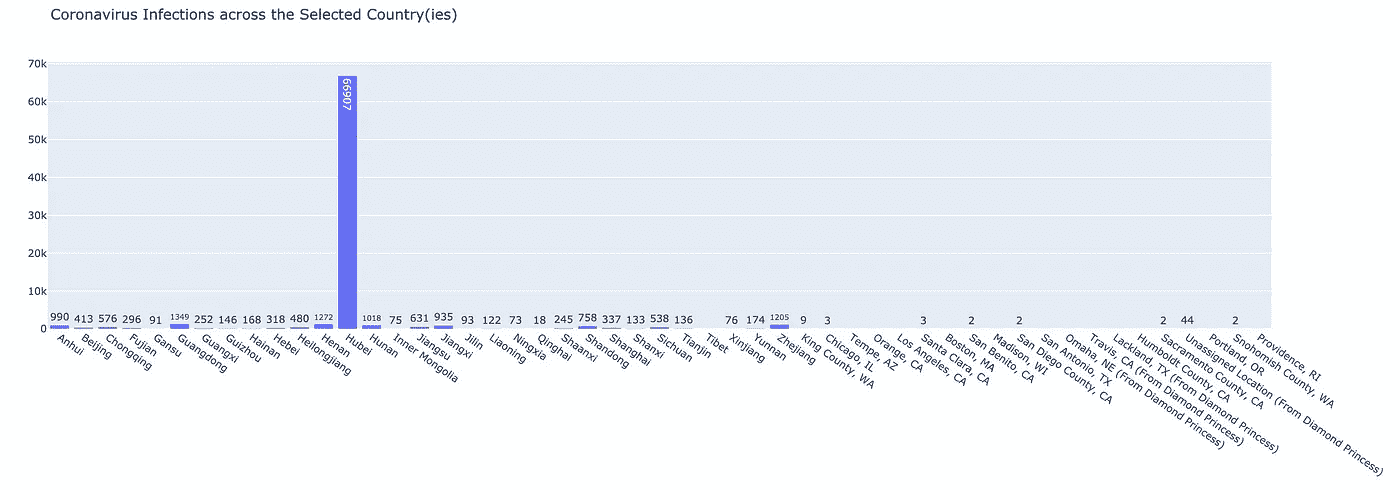 Coronavirus Infections across the Selected Country(ies)
70k
60k
50k
40k
30k
20k
10k
0
990 413 576 296 91 1349 252 146 168 318 480 1272 66907 1018 75 631 935 93 122 73 18 245 758 337 133 538 136 76 174 1205 9 3 3 2 2 2 44 2
Anhui
Beijing
Chongqing
Fujian
Gansu
Guangdong
Guangxi
Guizhou
Hainan
Hebei
Heilongjiang
Henan
Hubei
Hunan
Inner Mongolia
Jiangsu
Jiangxi
Jilin
Liaoning
Ningxia
Qinghai
Shaanxi
Shandong
Shanghai
Shanxi
Sichuan
Tianjin
Tibet
Xinjiang
Yunnan
Zhejiang
King County, WA
Chicago, IL
Tempe, AZ
Orange, CA
Los Angeles, CA
Santa Clara, CA
Boston, MA
San Benito, CA
Madison, WI
San Diego County, CA
San Antonio, TX
Omaha, NE (From Diamond Princess)
Travis, CA (From Diamond Princess)
Lackland, TX (From Diamond Princess)
Humboldt County, CA
Sacramento County, CA
Unassigned Location (From Diamond Princess)
Portland, OR
Snohomish County, WA
Providence, RI